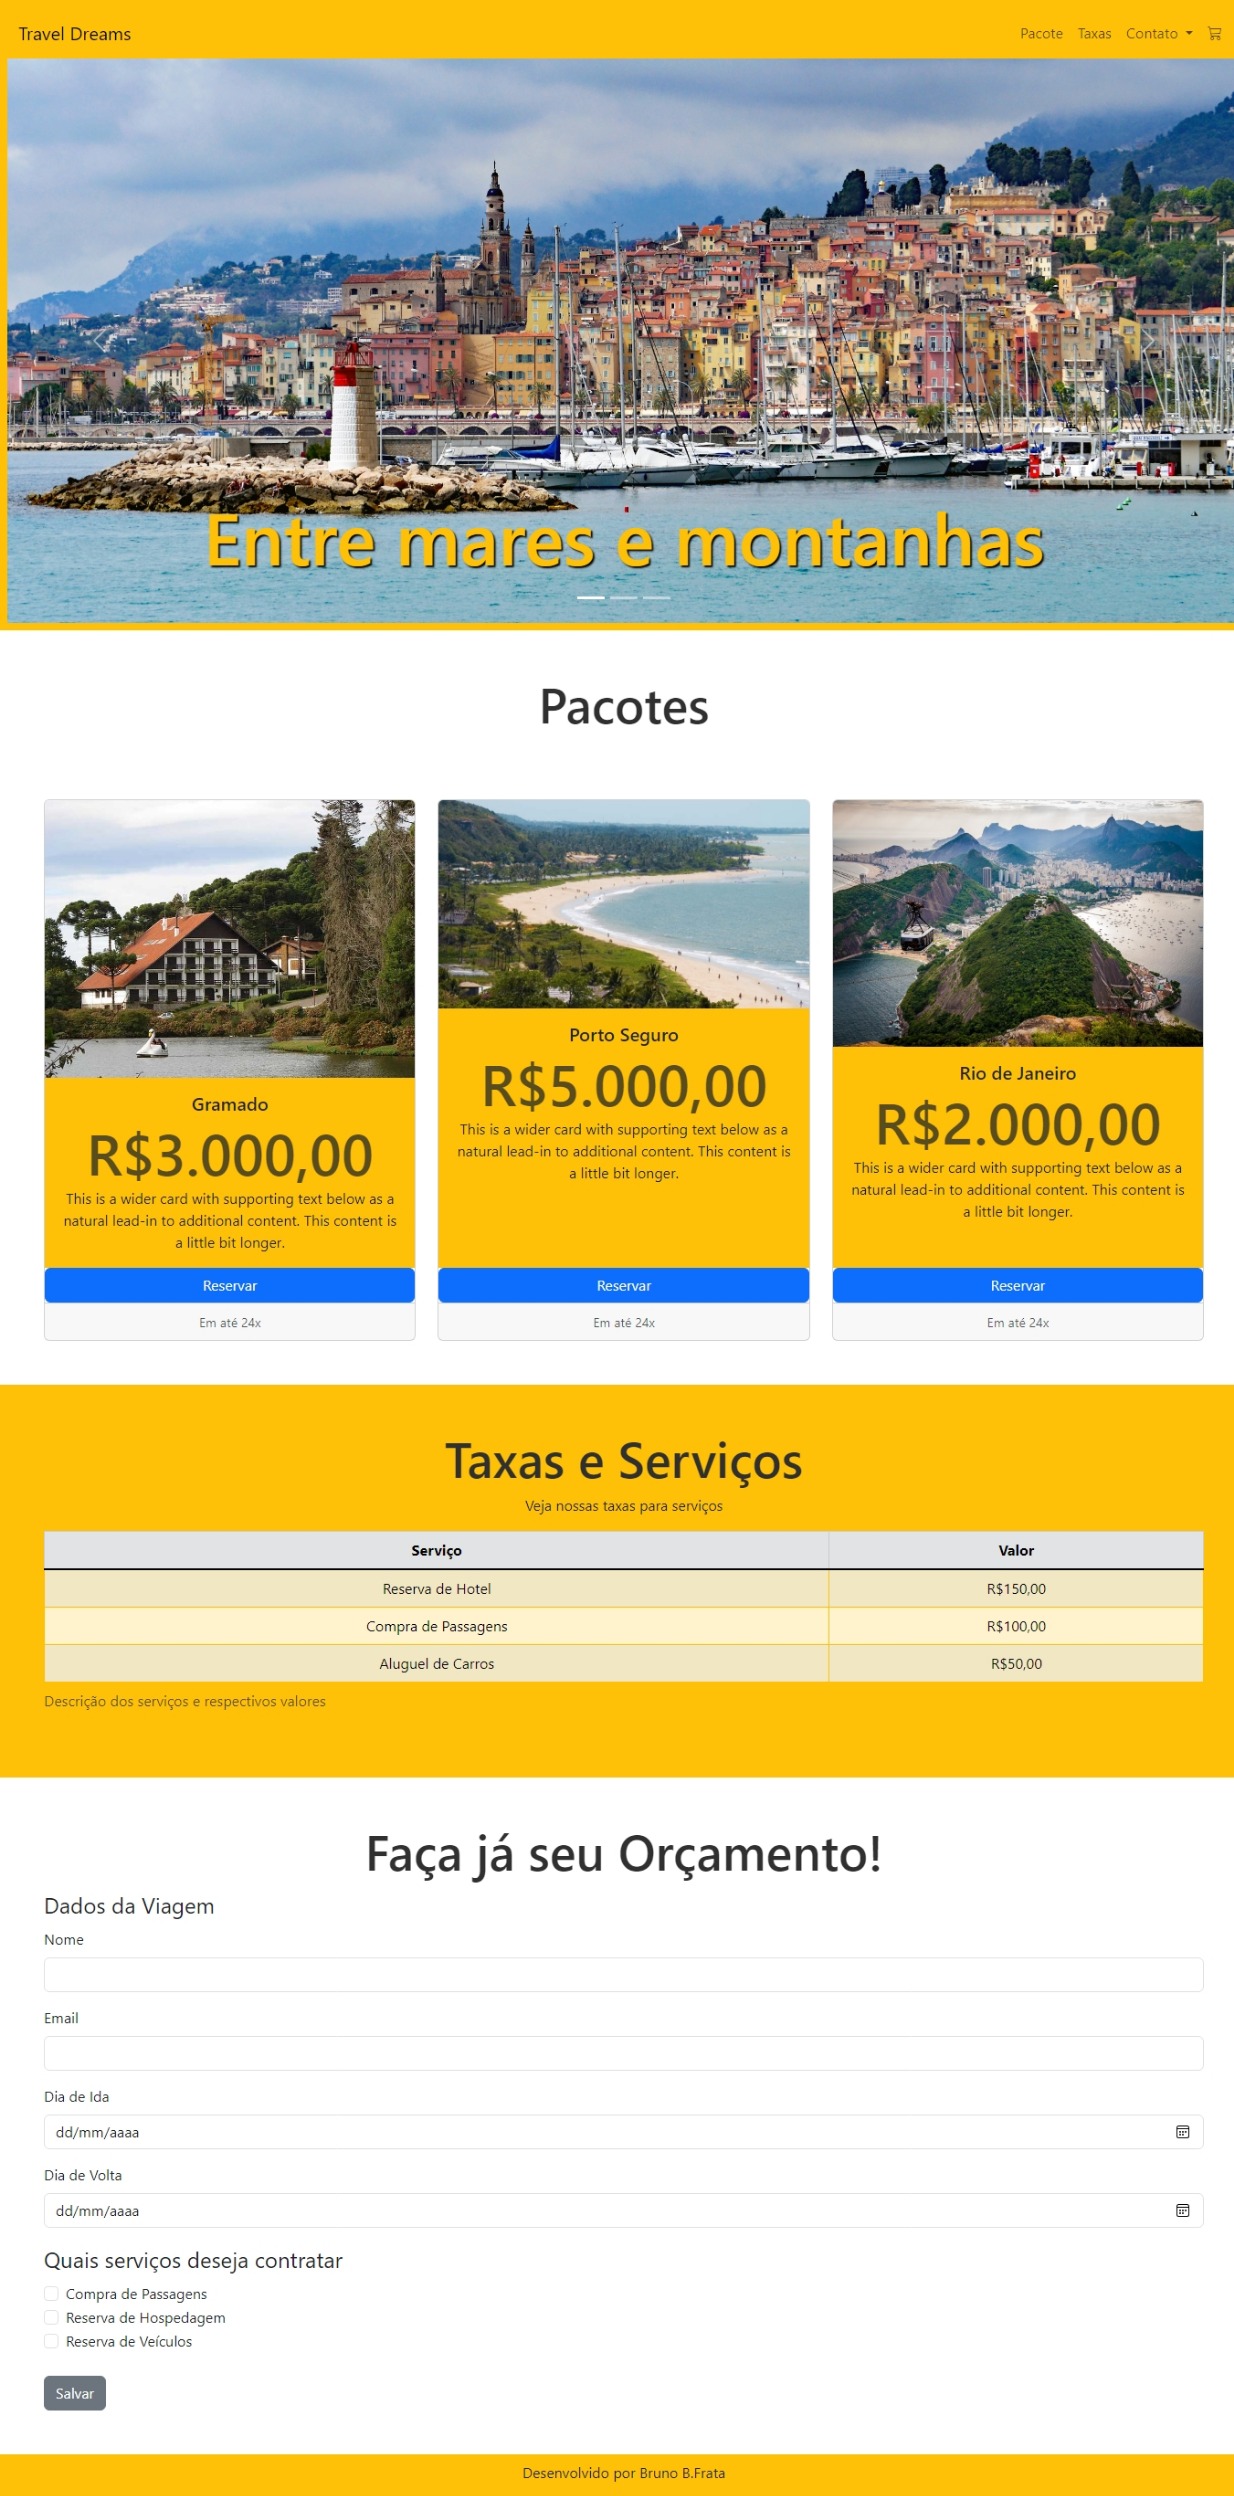 Travel Dreams
Pacote Taxas Contato
Entre mares e montanhas
Pacotes
Gramado
R$3.000,00
This is a wider card with supporting text below as a
natural lead-in to additional content. This content is
a little bit longer.
Reservar
Em até 24x
Porto Seguro
R$5.000,00
This is a wider card with supporting text below as a
natural lead-in to additional content. This content is
a little bit longer.
Reservar
Em até 24x
Rio de Janeiro
R$2.000,00
This is a wider card with supporting text below as a
natural lead-in to additional content. This content is
a little bit longer.
Reservar
Em até 24x
Taxas e Serviços
Veja nossas taxas para serviços
Serviço Valor
Reserva de Hotel R$150,00
Compra de Passagens R$100,00
Aluguel de Carros R$50,00
Descrição dos serviços e respectivos valores
Faça já seu Orçamento!
Dados da Viagem
Nome
Email
Dia de Ida
dd/mm/aaaa
Dia de Volta
dd/mm/aaaa
Quais serviços deseja contratar
Compra de Passagens
Reserva de Hospedagem
Reserva de Veículos
Salvar
Desenvolvido por Bruno B.Frata